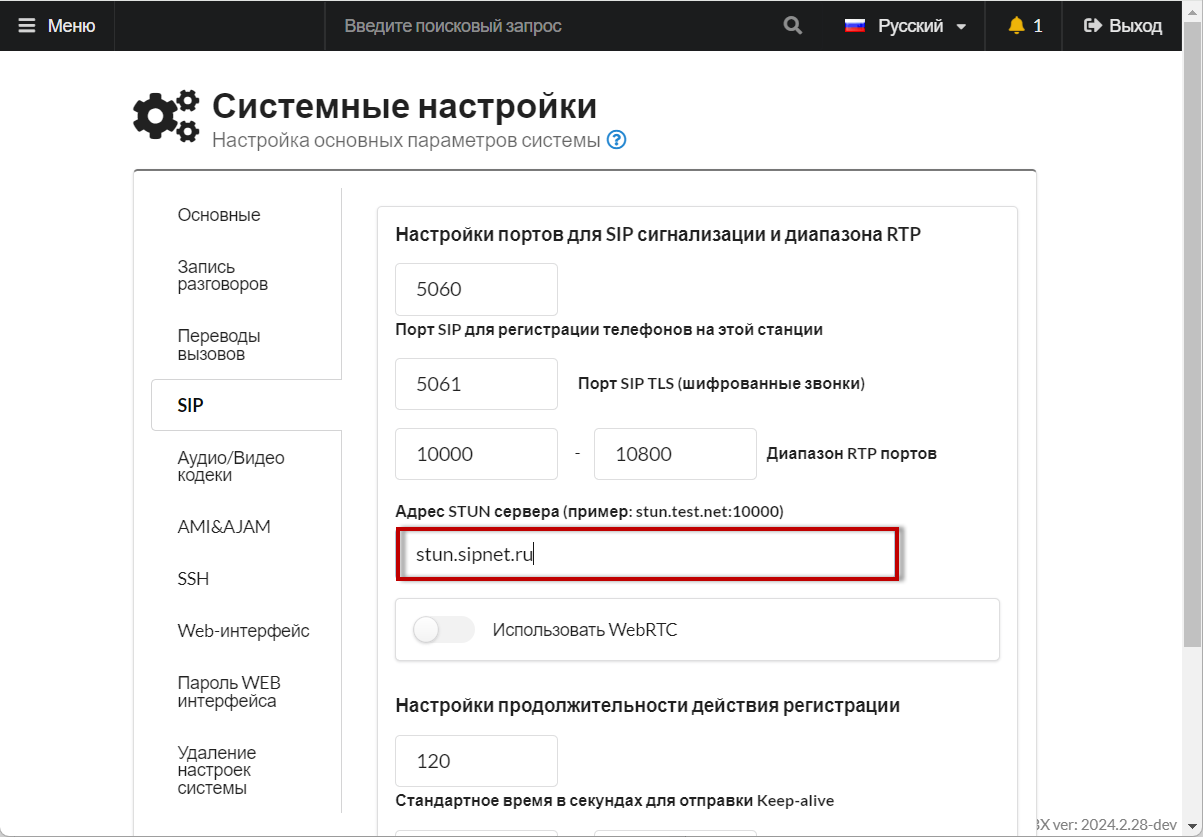 Меню
Введите поисковый запрос
Русский
1
Выход
Системные настройки
Настройка основных параметров системы
Основные
Запись
разговоров
Переводы
вызовов
SIP
Аудио/Видео
кодеки
AMI&AJAM
SSH
Web-интерфейс
Пароль WEB
интерфейса
Удаление
настроек
системы
Настройки портов для SIP сигнализации и диапазона RTP
5060
Порт SIP для регистрации телефонов на этой станции
5061
Порт SIP TLS (шифрованные звонки)
10000 - 10800 Диапазон RTP портов
Адрес STUN сервера (пример: stun.test.net:10000)
stun.sipnet.ru
Использовать WebRTC
Настройки продолжительности действия регистрации
120
Стандартное время в секундах для отправки Keep-alive
ver: 2024.2.28-dev